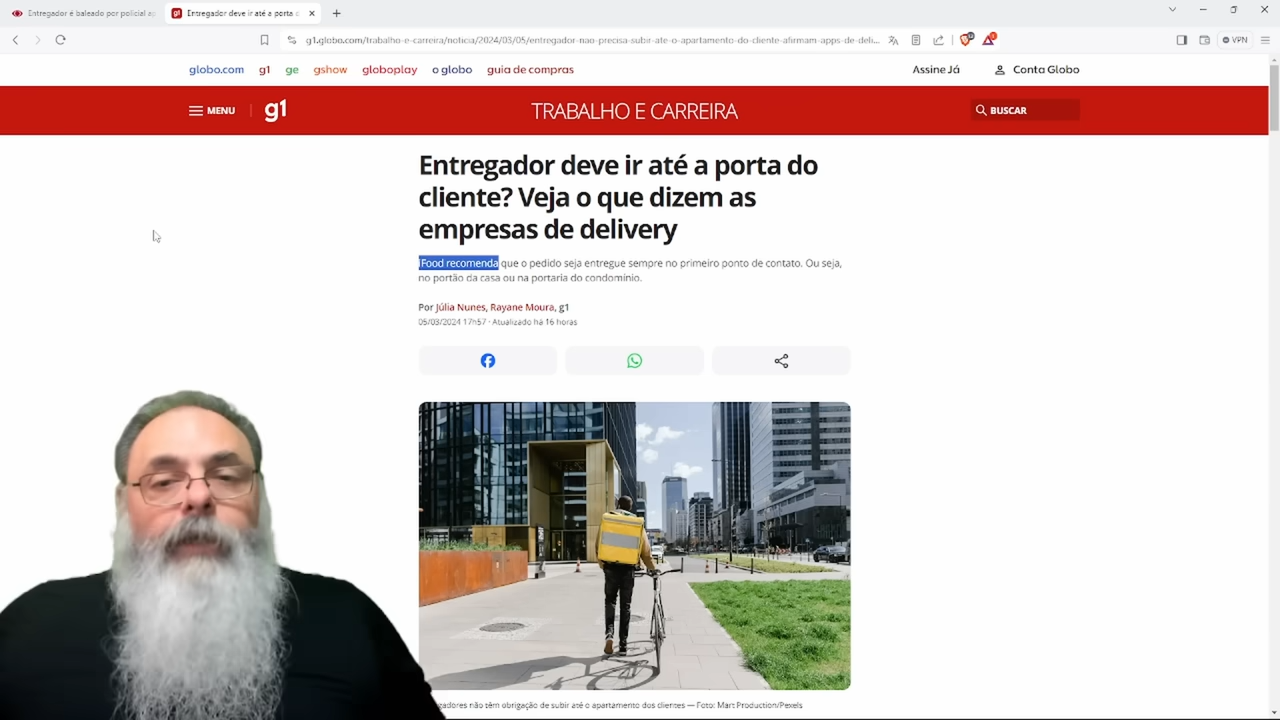 Entregador é baleado por policial ap
Entregador deve ir até a porta d
g1.globo.com/trabalho-e-carreira/noticia/2024/03/05/entregador-nao-precisa-subir-ate-o-apartamento-do-cliente-afirmam-apps-de-deli...
VPN
globo.com g1 ge gshow globoplay o globo guia de compras
Assine Já Conta Globo
MENU g1 TRABALHO E CARREIRA BUSCAR
Entregador deve ir até a porta do
cliente? Veja o que dizem as
empresas de delivery
iFood recomenda que o pedido seja entregue sempre no primeiro ponto de contato. Ou seja,
no portão da casa ou na portaria do condomínio.
Por Júlia Nunes, Rayane Moura, g1
05/03/2024 17h57 · Atualizado há 16 horas
gadores não têm obrigação de subir até o apartamento dos clientes — Foto: Mart Production/Pexels